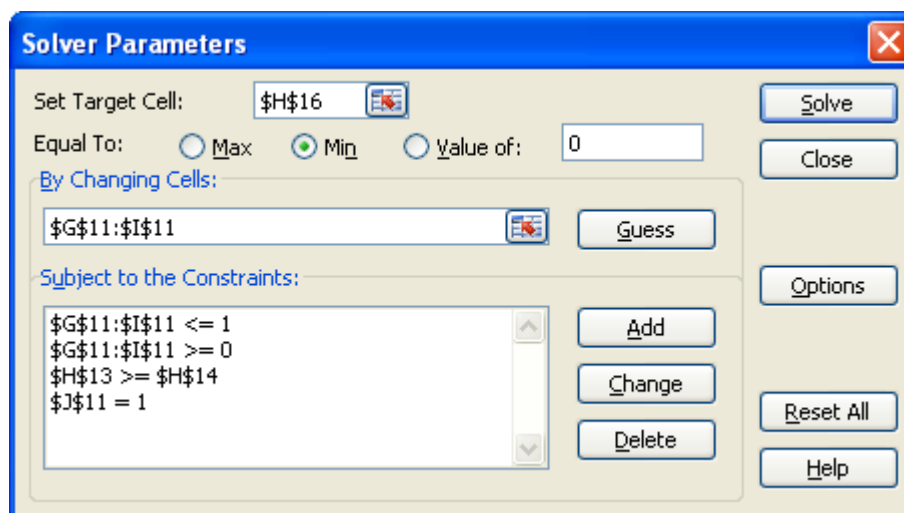 Solver Parameters
Set Target Cell: $H$16 Solve
Equal To: Max Min Value of: 0
Close
By Changing Cells:
$G$11:$I$11 Guess
Subject to the Constraints:
Options
$G$11:$I$11 <= 1 Add
$G$11:$I$11 >= 0
$H$13 >= $H$14 Change
$J$11 = 1
Reset All
Delete
Help